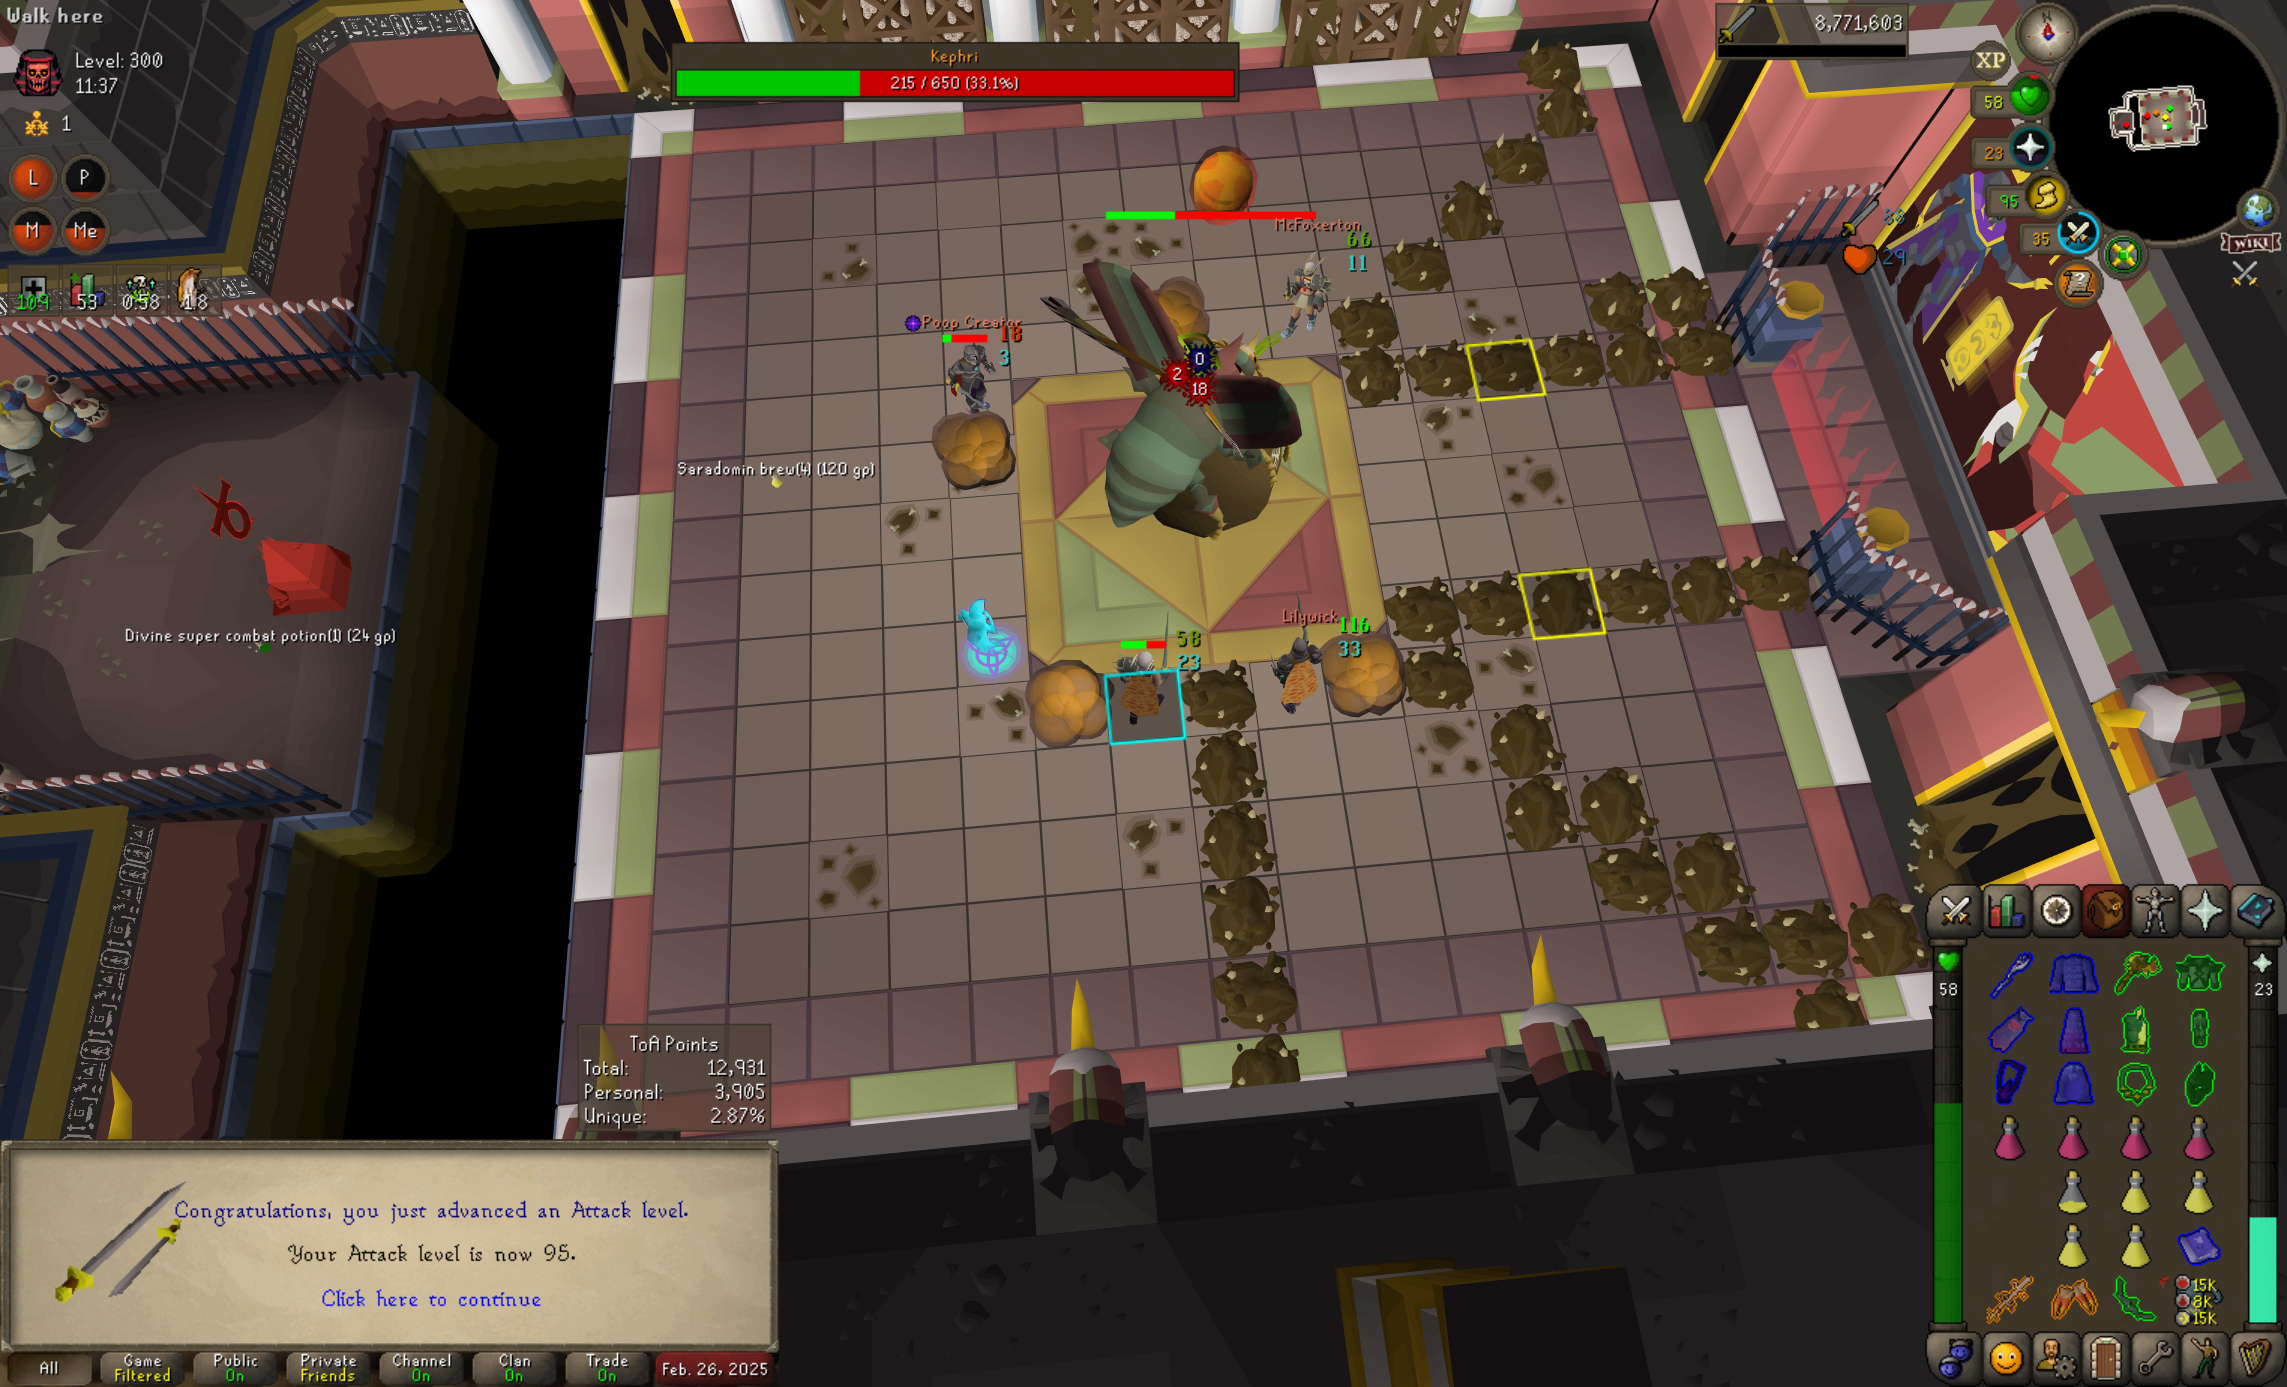 Walk here
Level: 300
11:37
1
L
P
M
Me
109
53
0:58
18
Kephri
215 / 650 (33.1%)
8,771,603
XP
58
23
95
35
WIKI
88
29
McFoxerton
66
11
Poop Creator
18
3
0
2
18
Saradomin brew(4) (120 gp)
Divine super combat potion(1) (24 gp)
Lilywick
116
33
58
23
ToA Points
Total: 12,931
Personal: 3,905
Unique: 2.87%
58
23
15K
8K
15K
Congratulations, you just advanced an Attack level.
Your Attack level is now 95.
Click here to continue
All
Game
Filtered
Public
On
Private
Friends
Channel
On
Clan
On
Trade
On
Feb. 26, 2025